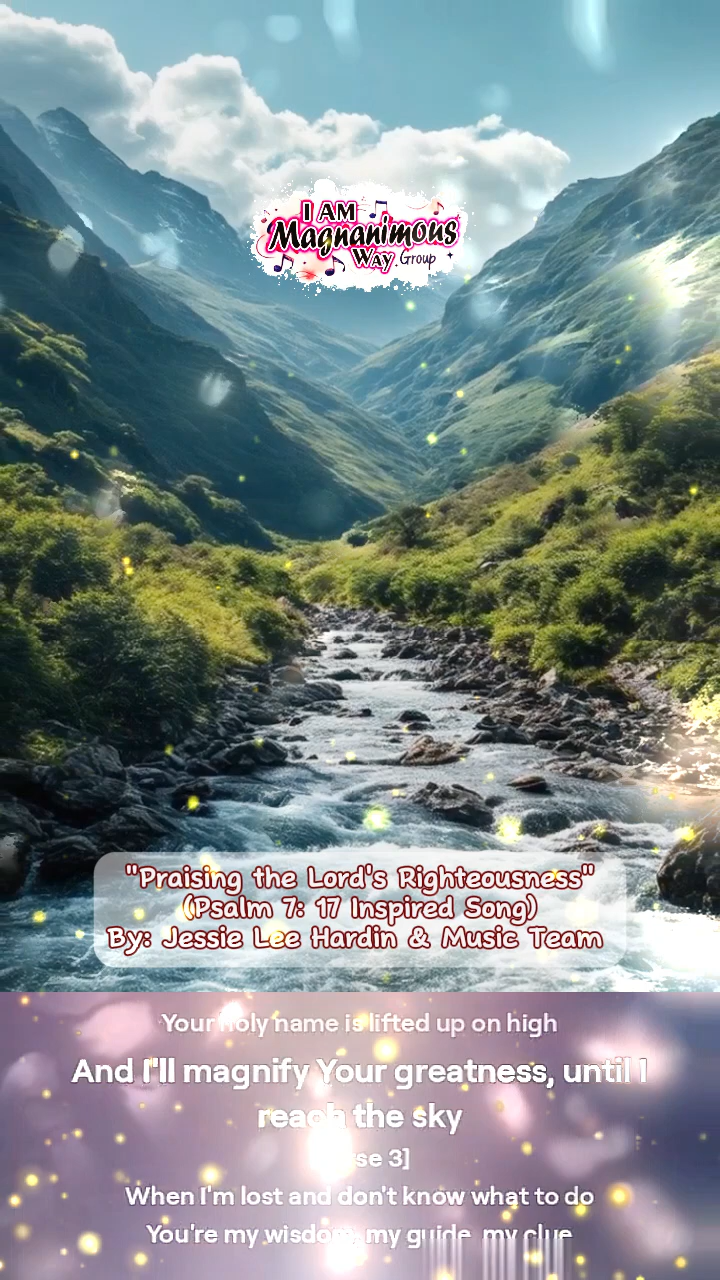 I AM
Magnanimous
Way Group
"Praising the Lord's Righteousness"
(Psalm 7: 17 Inspired Song)
By: Jessie Lee Hardin & Music Team
Your holy name is lifted up on high
And I'll magnify Your greatness, until I
reach the sky
3]
When I'm lost and don't know what to do
You're my wisdom, my guide, my clue